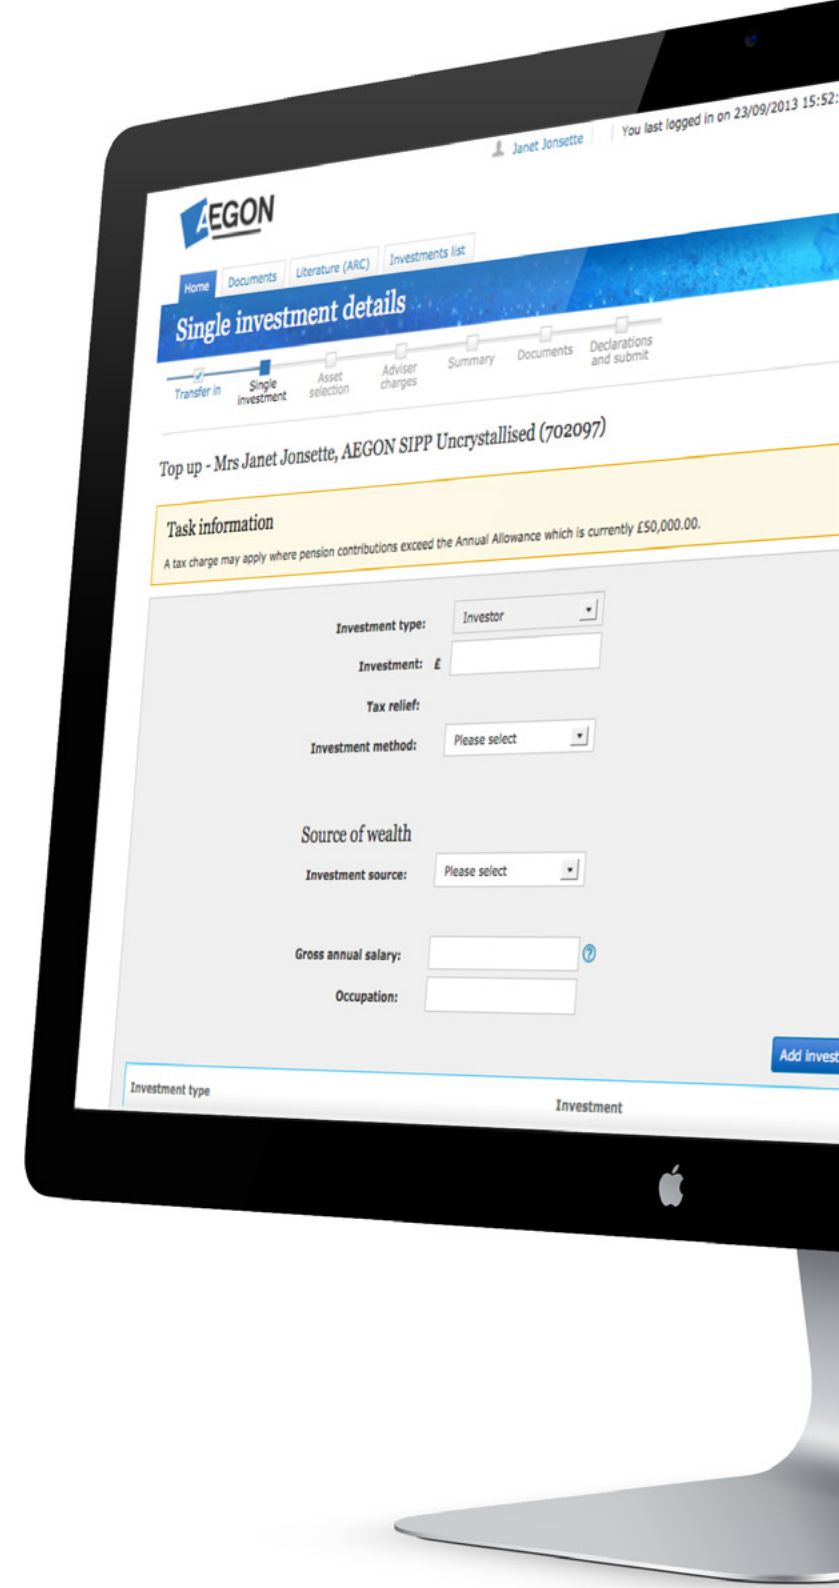 Janet Jonsette | You last logged in on 23/09/2013 15:52:
AEGON
Home Documents Literature (ARC) Investments list
Single investment details
Transfer in Single investment Asset selection Adviser charges Summary Documents Declarations and submit
Top up - Mrs Janet Jonsette, AEGON SIPP Uncrystallised (702097)
Task information
A tax charge may apply where pension contributions exceed the Annual Allowance which is currently £50,000.00.
Investment type: Investor
Investment: £
Tax relief:
Investment method: Please select
Source of wealth
Investment source: Please select
Gross annual salary: ?
Occupation:
Add invest
Investment type Investment